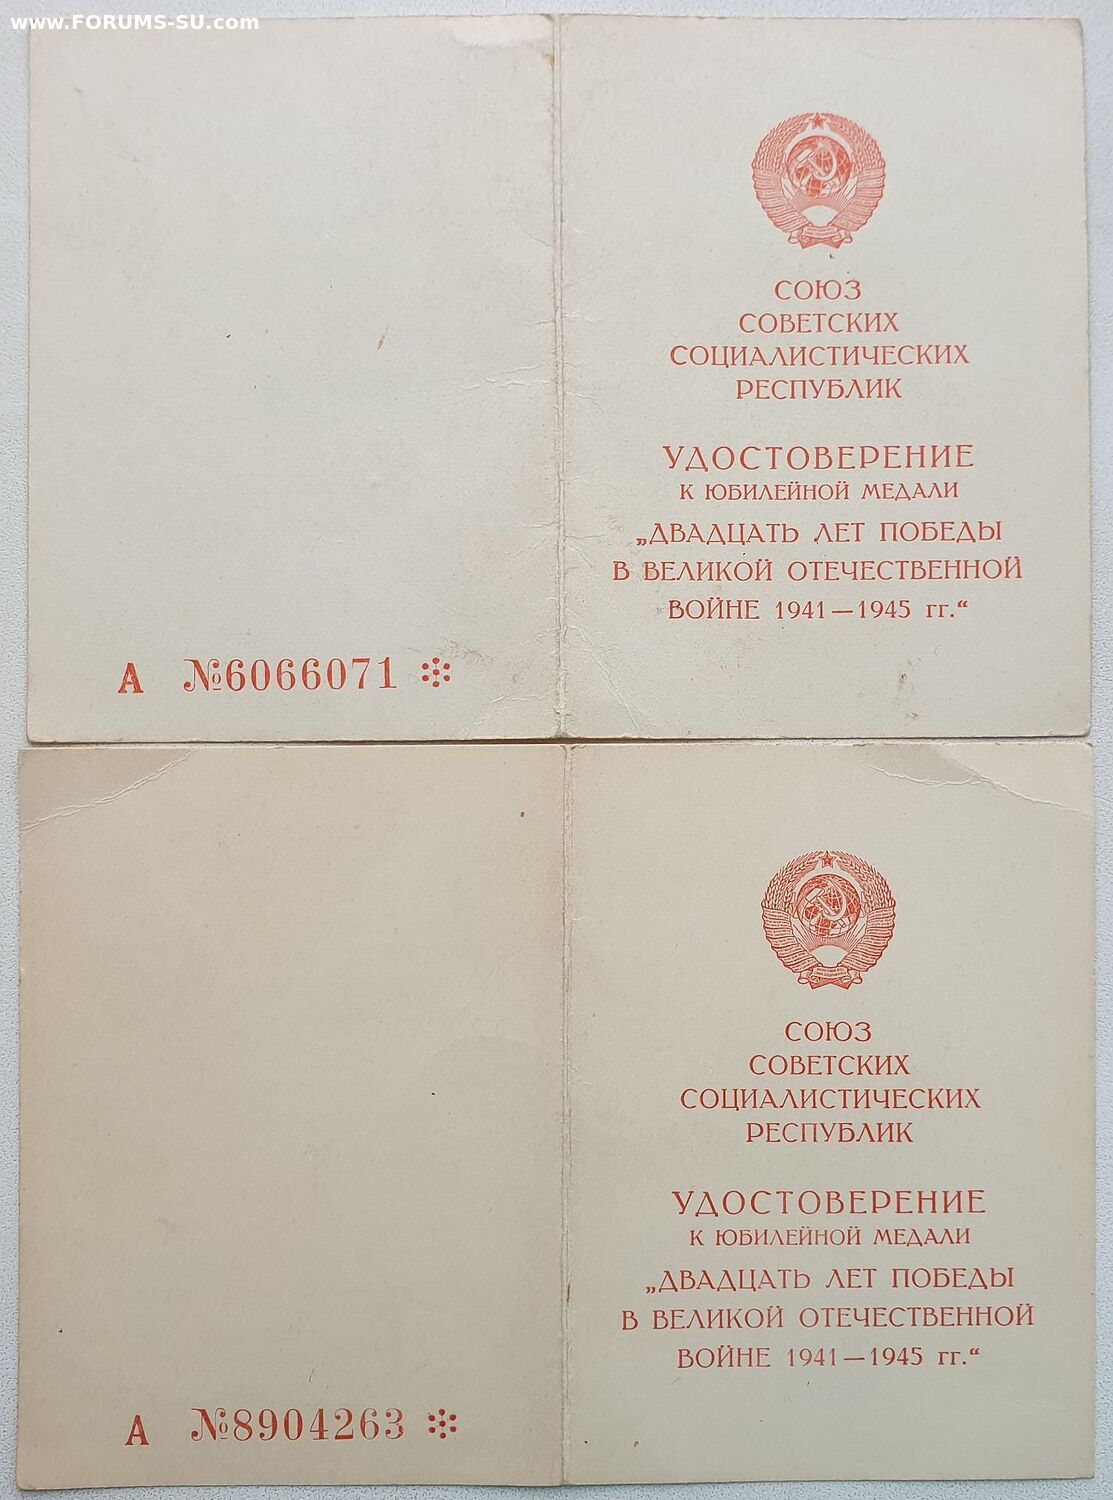 www.FORUMS-SU.com
СОЮЗ
СОВЕТСКИХ
СОЦИАЛИСТИЧЕСКИХ
РЕСПУБЛИК
УДОСТОВЕРЕНИЕ
К ЮБИЛЕЙНОЙ МЕДАЛИ
„ДВАДЦАТЬ ЛЕТ ПОБЕДЫ
В ВЕЛИКОЙ ОТЕЧЕСТВЕННОЙ
ВОЙНЕ 1941—1945 гг.“
А №6066071
СОЮЗ
СОВЕТСКИХ
СОЦИАЛИСТИЧЕСКИХ
РЕСПУБЛИК
УДОСТОВЕРЕНИЕ
К ЮБИЛЕЙНОЙ МЕДАЛИ
„ДВАДЦАТЬ ЛЕТ ПОБЕДЫ
В ВЕЛИКОЙ ОТЕЧЕСТВЕННОЙ
ВОЙНЕ 1941—1945 гг.“
А №8904263